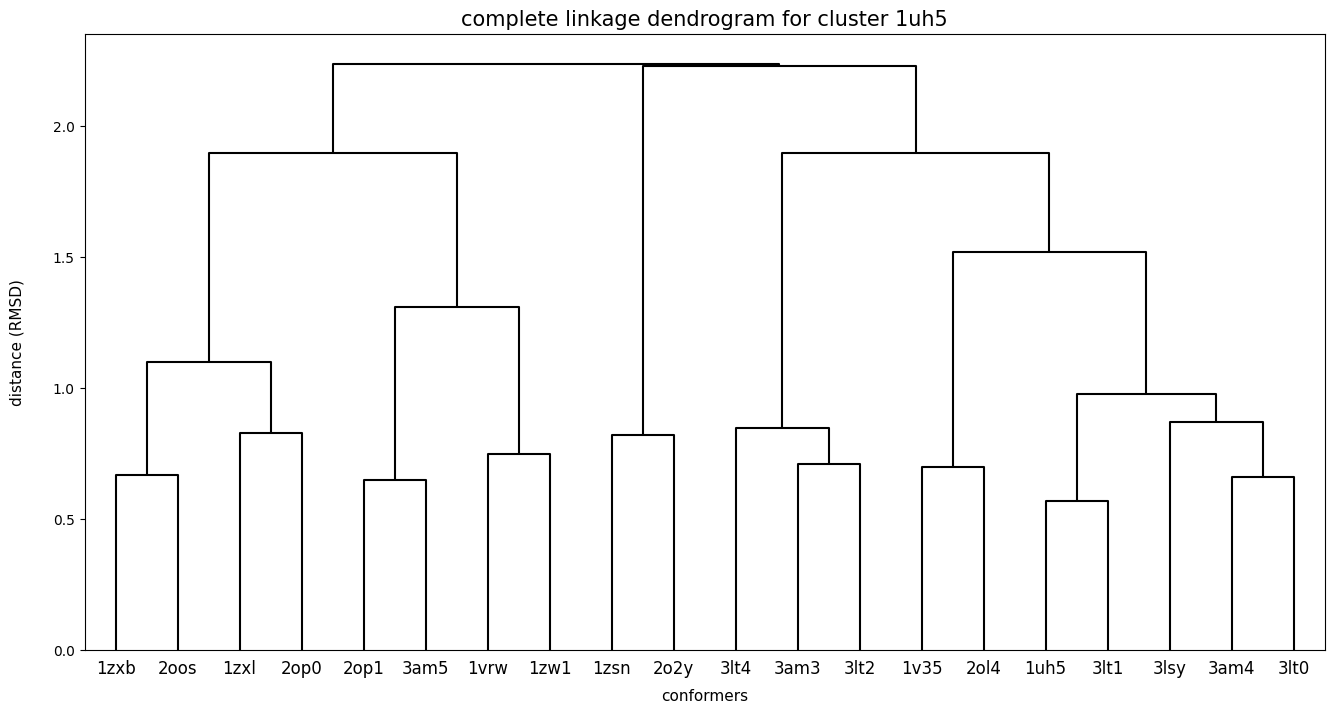 complete linkage dendrogram for cluster 1uh5
distance (RMSD)
2.0
1.5
1.0
0.5
0.0
1zxb 2oos 1zxl 2op0 2op1 3am5 1vrw 1zw1 1zsn 2o2y 3lt4 3am3 3lt2 1v35 2ol4 1uh5 3lt1 3lsy 3am4 3lt0
conformers